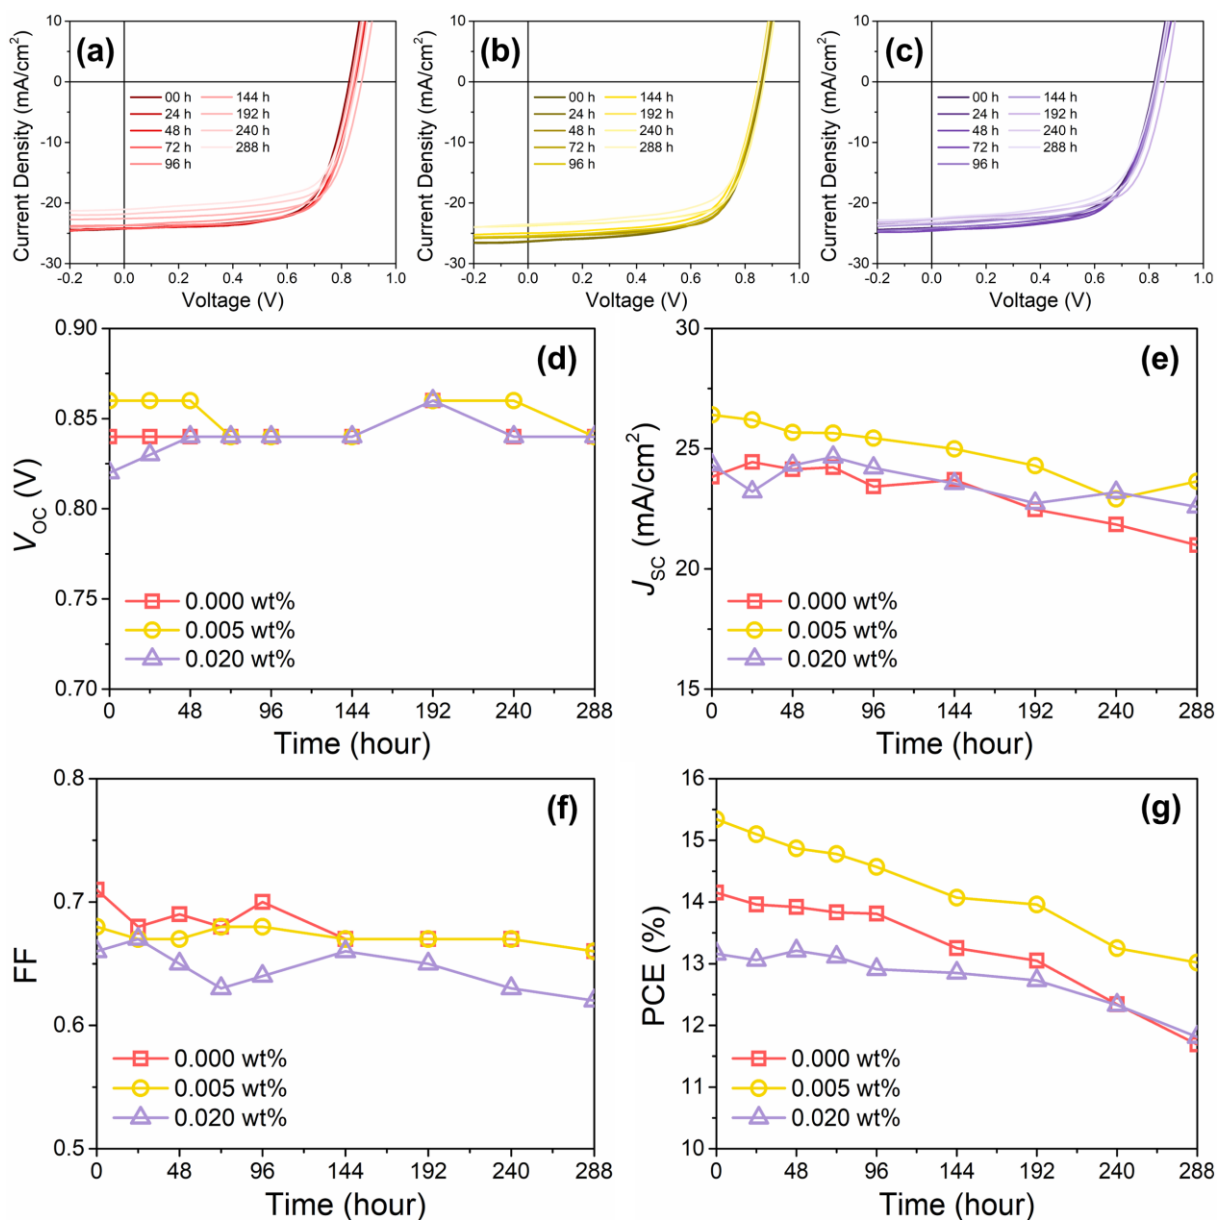 (a)
Current Density (mA/cm²)
10
0
-10
-20
-30
00 h 144 h
24 h 192 h
48 h 240 h
72 h 288 h
96 h
-0.2 0.0 0.2 0.4 0.6 0.8 1.0
Voltage (V)
(b)
Current Density (mA/cm²)
10
0
-10
-20
-30
00 h 144 h
24 h 192 h
48 h 240 h
72 h 288 h
96 h
-0.2 0.0 0.2 0.4 0.6 0.8 1.0
Voltage (V)
(c)
Current Density (mA/cm²)
10
0
-10
-20
-30
00 h 144 h
24 h 192 h
48 h 240 h
72 h 288 h
96 h
-0.2 0.0 0.2 0.4 0.6 0.8 1.0
Voltage (V)
(d)
V_OC (V)
0.90
0.85
0.80
0.75
0.70
0.000 wt%
0.005 wt%
0.020 wt%
0 48 96 144 192 240 288
Time (hour)
(e)
J_SC (mA/cm²)
30
25
20
15
0.000 wt%
0.005 wt%
0.020 wt%
0 48 96 144 192 240 288
Time (hour)
(f)
FF
0.8
0.7
0.6
0.5
0.000 wt%
0.005 wt%
0.020 wt%
0 48 96 144 192 240 288
Time (hour)
(g)
PCE (%)
16
15
14
13
12
11
10
0.000 wt%
0.005 wt%
0.020 wt%
0 48 96 144 192 240 288
Time (hour)